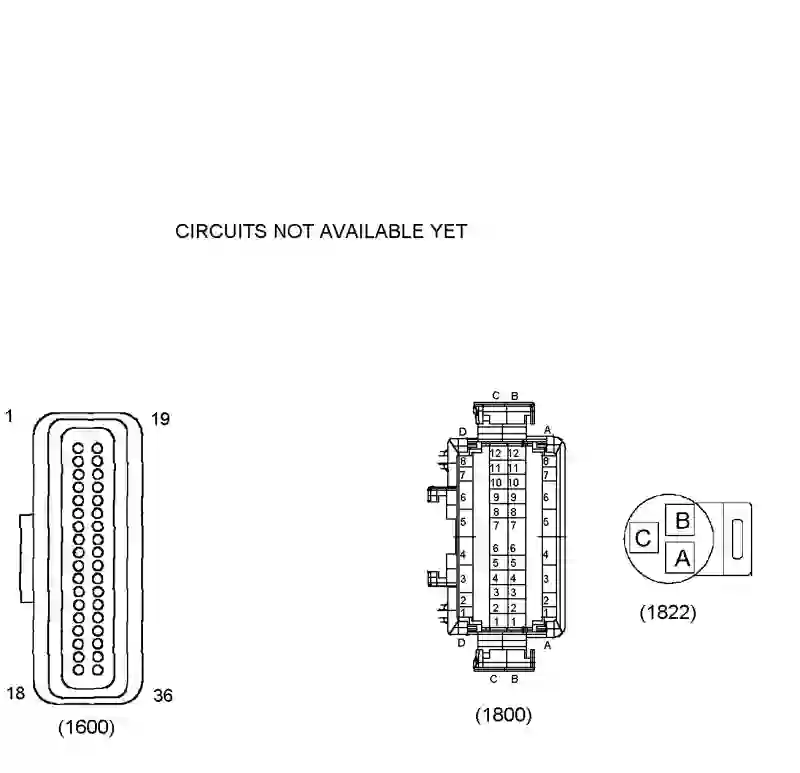 CIRCUITS NOT AVAILABLE YET
1 19
18 36
(1600)
C B
D A
8 12 12 8
7 11 11 7
10 10
6 9 9 6
8 8
5 7 7 5
6 6
4 5 5 4
3 4 4 3
3 3
2 2 2 2
1 1 1 1
D A
C B
(1800)
B
C
A
(1822)